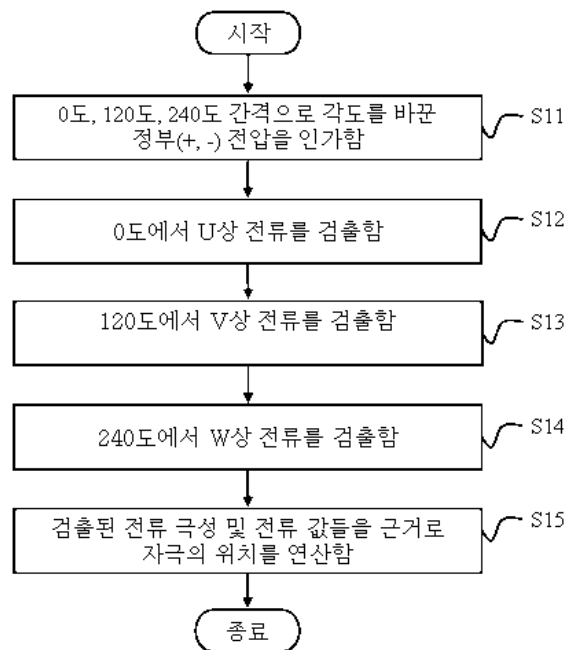 시작
0도, 120도, 240도 간격으로 각도를 바꾼
정부(+, -) 전압을 인가함
S11
0도에서 U상 전류를 검출함
S12
120도에서 V상 전류를 검출함
S13
240도에서 W상 전류를 검출함
S14
검출된 전류 극성 및 전류 값들을 근거로
자극의 위치를 연산함
S15
종료